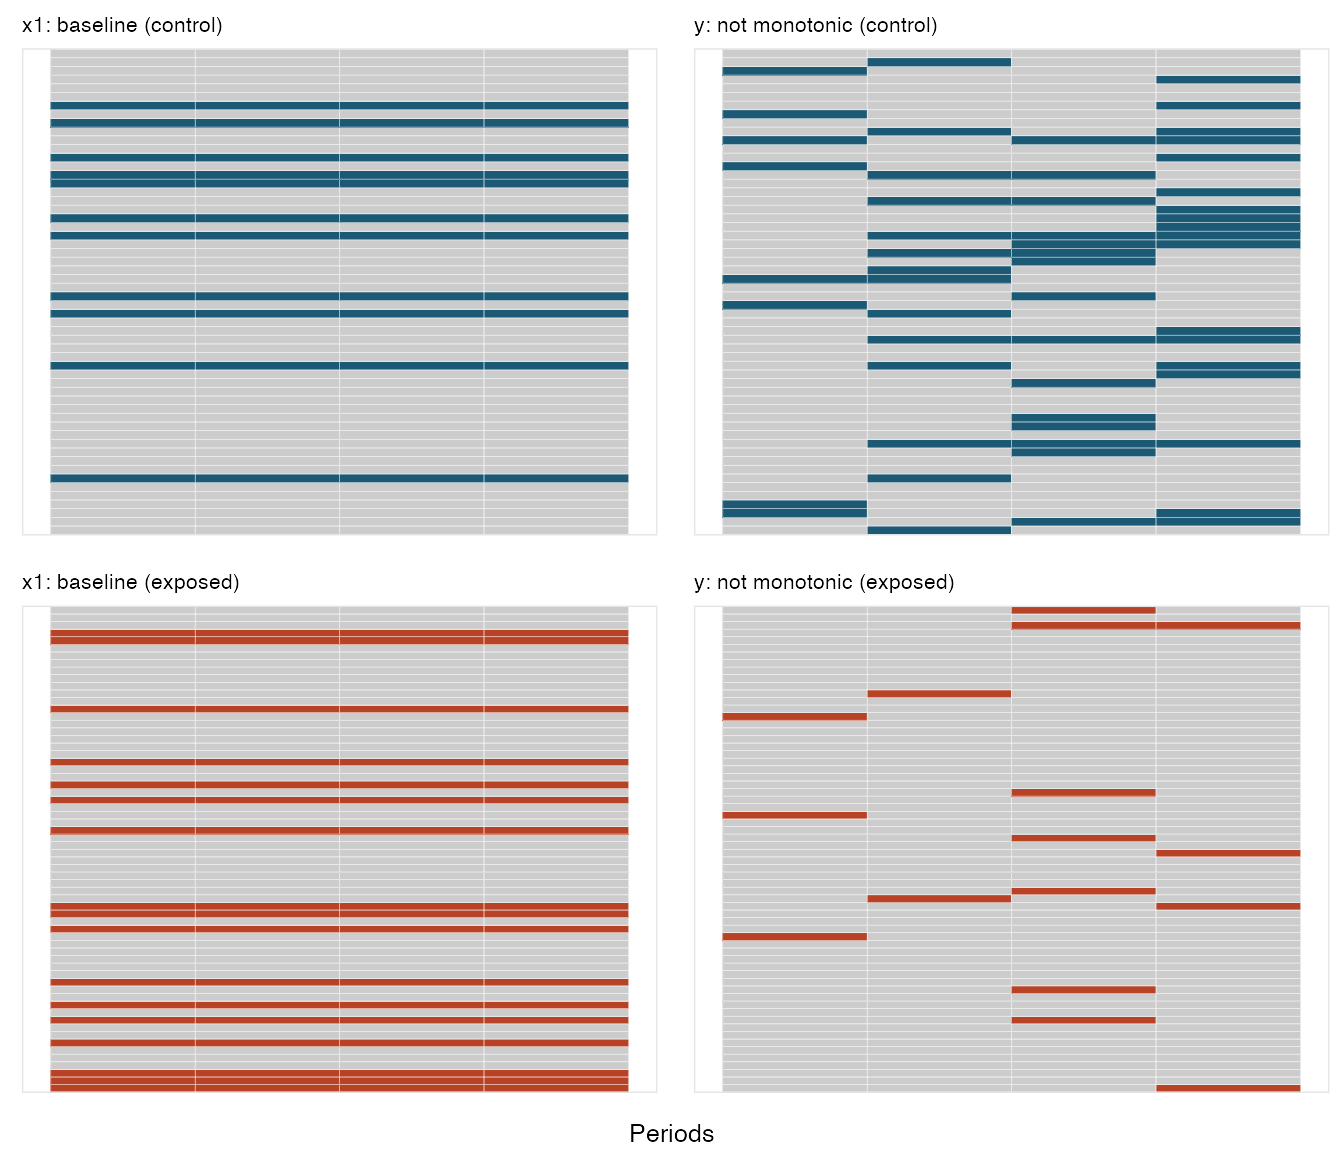 x1: baseline (control)
y: not monotonic (control)
x1: baseline (exposed)
y: not monotonic (exposed)
Periods